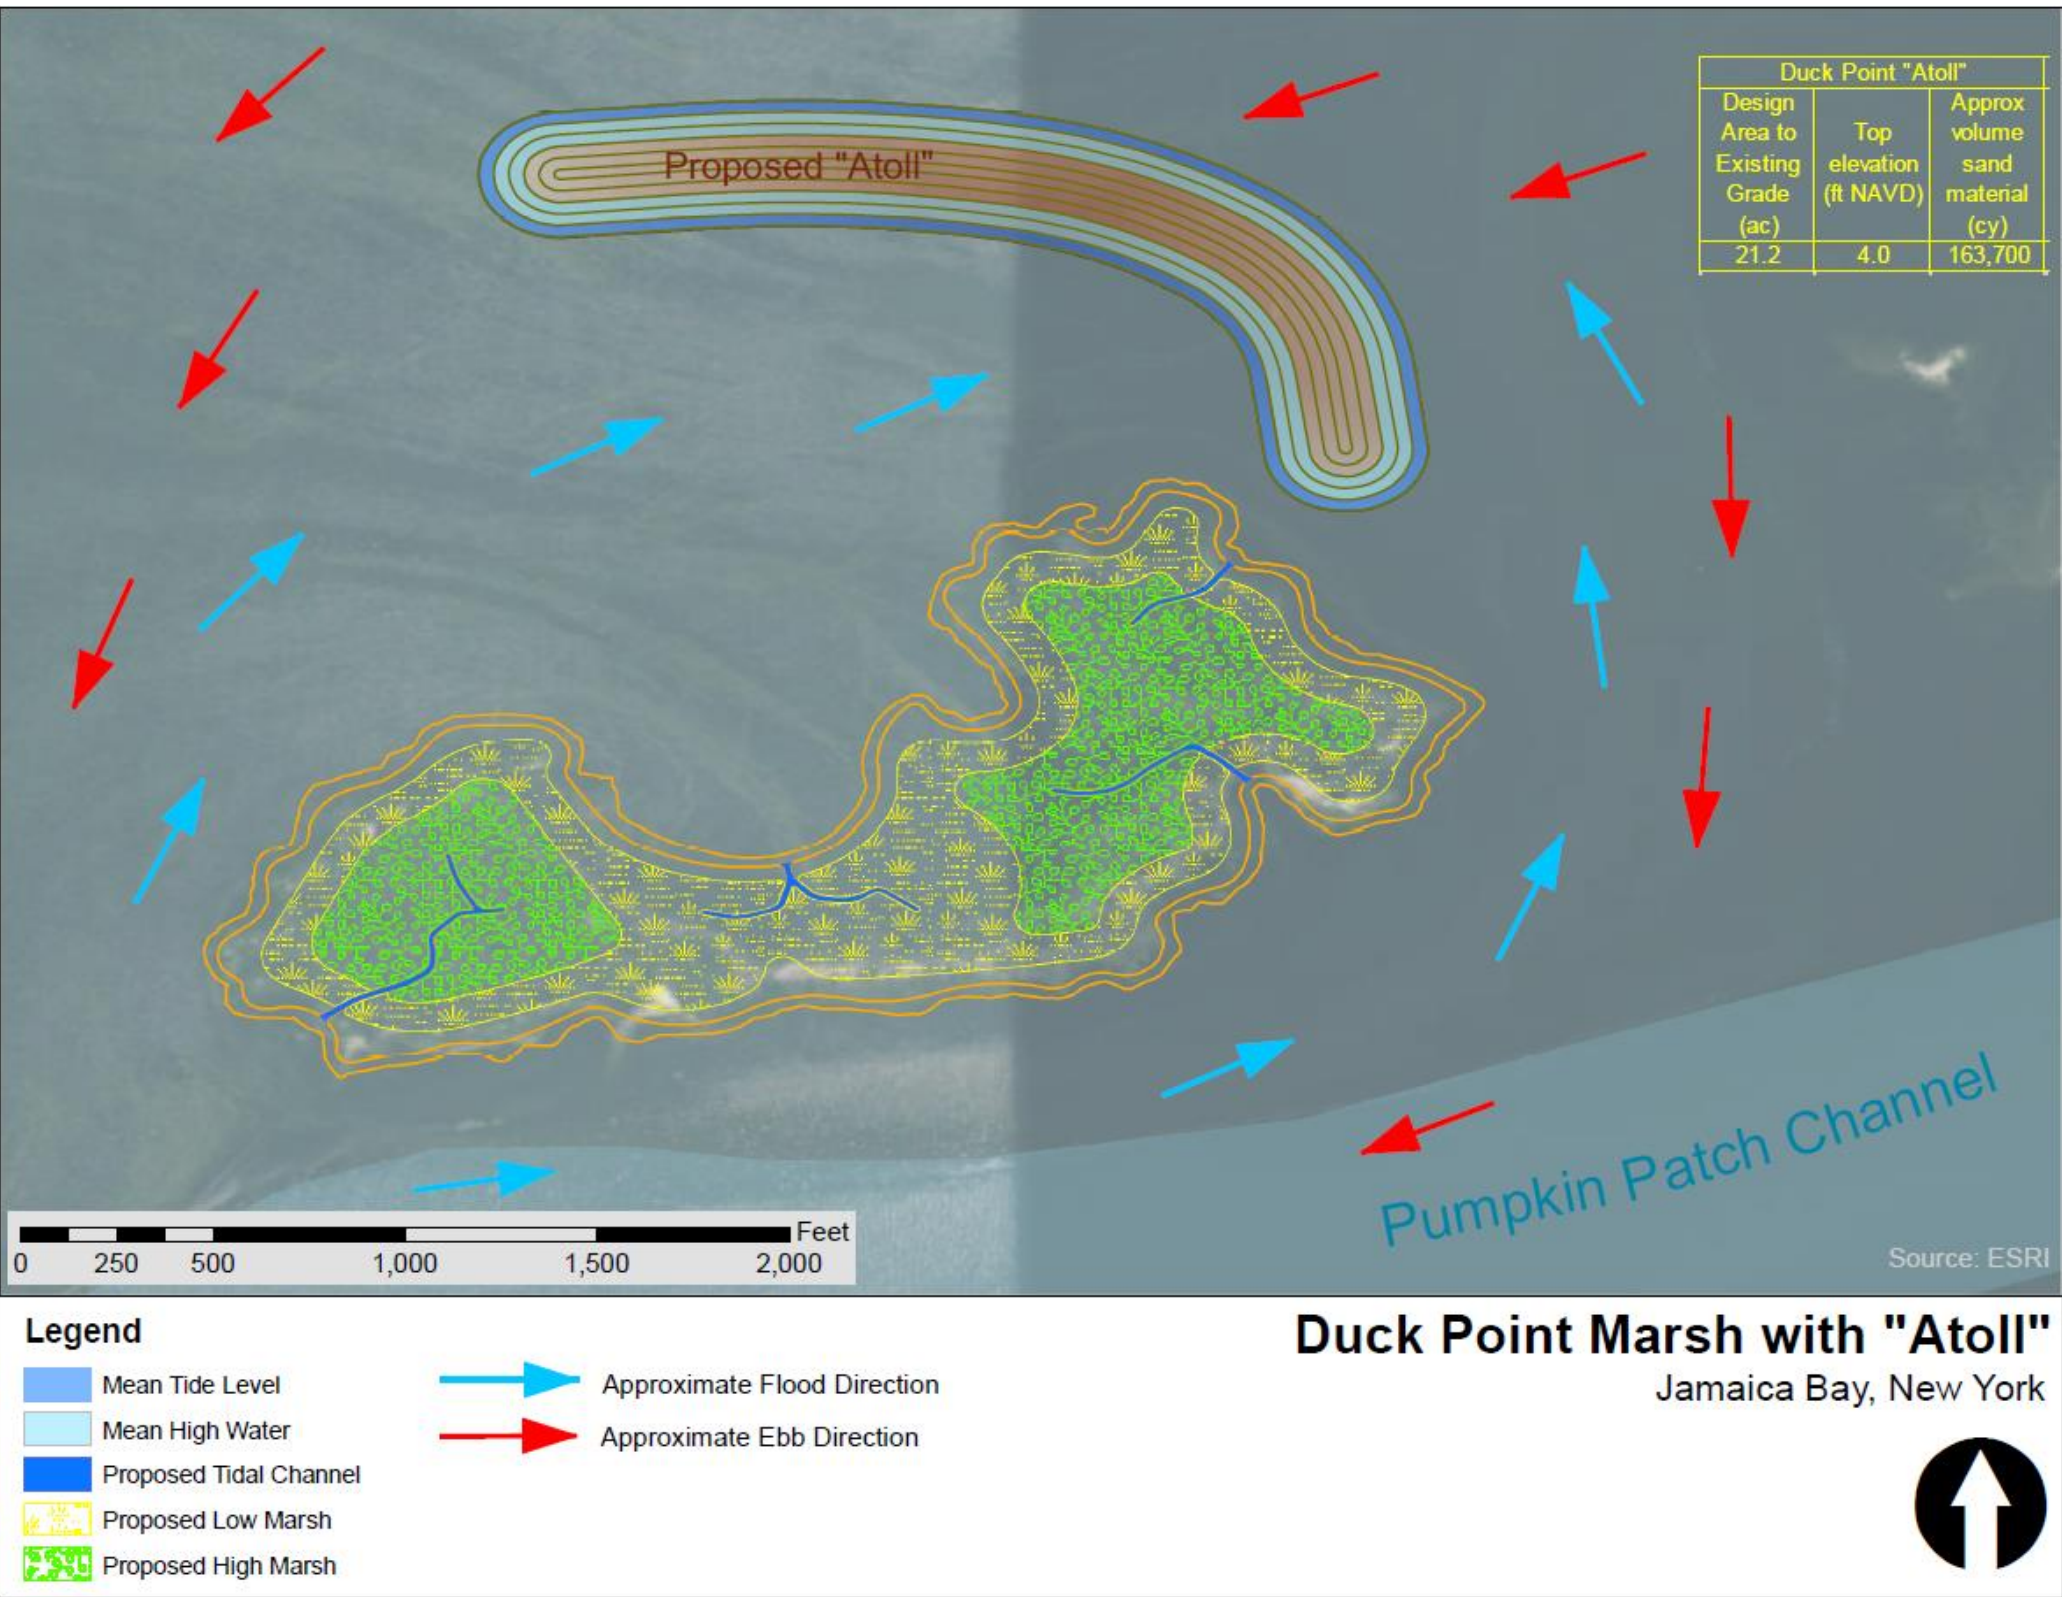 Duck Point "Atoll"
Design Area to Existing Grade (ac)
Top elevation (ft NAVD)
Approx volume sand material (cy)
21.2 4.0 163,700
Proposed "Atoll"
Pumpkin Patch Channel
Source: ESRI
Feet
0 250 500 1,000 1,500 2,000
Legend
Mean Tide Level
Mean High Water
Proposed Tidal Channel
Proposed Low Marsh
Proposed High Marsh
Approximate Flood Direction
Approximate Ebb Direction
Duck Point Marsh with "Atoll"
Jamaica Bay, New York